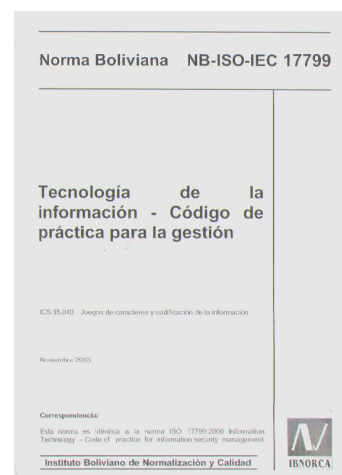 Norma Boliviana NB-ISO-IEC 17799
Tecnología de la
información - Código de
práctica para la gestión
ICS 35.040 Juegos de caracteres y codificación de la información
Noviembre 2003
Correspondencia:
Esta norma es identica a la norma ISO 17799:2000 Information
Technology – Code of practice for information security management
Instituto Boliviano de Normalización y Calidad
IBNORCA